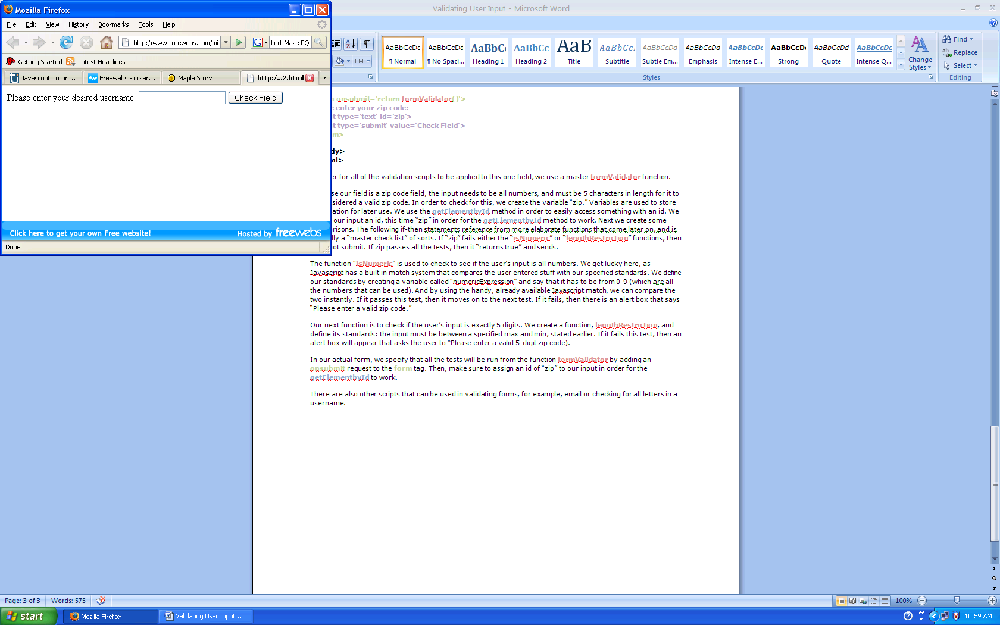 Mozilla Firefox
File Edit View History Bookmarks Tools Help
http://www.freewebs.com/mi
Ludi Maze PQ
Getting Started Latest Headlines
Javascript Tutori... Freewebs - miser... Maple Story http:/...2.html
Please enter your desired username. Check Field
Click here to get your own Free website! Hosted by freewebs
Done
Validating User Input - Microsoft Word
AaBbCcDc AaBbCcDc AaBbC AaBbCc AaB AaBbCc. AaBbCcDd AaBbCcDd AaBbCcDc AaBbCcD AaBbCcDd AaBbCcDc
¶ Normal ¶ No Spaci... Heading 1 Heading 2 Title Subtitle Subtle Em... Emphasis Intense E... Strong Quote Intense Q...
Change Styles
Styles
Find
Replace
Select
Editing
onsubmit='return formValidator()'>
e enter your zip code:
t type='text' id='zip'>
t type='submit' value='Check Field'>
m>
dy>
ml>
er for all of the validation scripts to be applied to this one field, we use a master formValidator function.
se our field is a zip code field, the input needs to be all numbers, and must be 5 characters in length for it to
sidered a valid zip code. In order to check for this, we create the variable “zip.” Variables are used to store
ation for later use. We use the getElementbyId method in order to easily access something with an id. We
our input an id, this time “zip” in order for the getElementbyId method to work. Next we create some
risons. The following if-then statements reference from more elaborate functions that come later on, and is
lly a “master check list” of sorts. If “zip” fails either the “isNumeric” or “lengthRestriction” functions, then
ot submit. If zip passes all the tests, then it “returns true” and sends.
The function “isNumeric” is used to check to see if the user’s input is all numbers. We get lucky here, as
Javascript has a built in match system that compares the user entered stuff with our specified standards. We define
our standards by creating a variable called “numericExpression” and say that it has to be from 0-9 (which are all
the numbers that can be used). And by using the handy, already available Javascript match, we can compare the
two instantly. If it passes this test, then it moves on to the next test. If it fails, then there is an alert box that says
“Please enter a valid zip code.”
Our next function is to check if the user’s input is exactly 5 digits. We create a function, lengthRestriction, and
define its standards: the input must be between a specified max and min, stated earlier. If it fails this test, then an
alert box will appear that asks the user to “Please enter a valid 5-digit zip code).
In our actual form, we specify that all the tests will be run from the function formValidator by adding an
onsubmit request to the form tag. Then, make sure to assign an id of “zip” to our input in order for the
getElementbyId to work.
There are also other scripts that can be used in validating forms, for example, email or checking for all letters in a
username.
Page: 3 of 3 Words: 575 100%
start Mozilla Firefox Validating User Input ... 10:59 AM